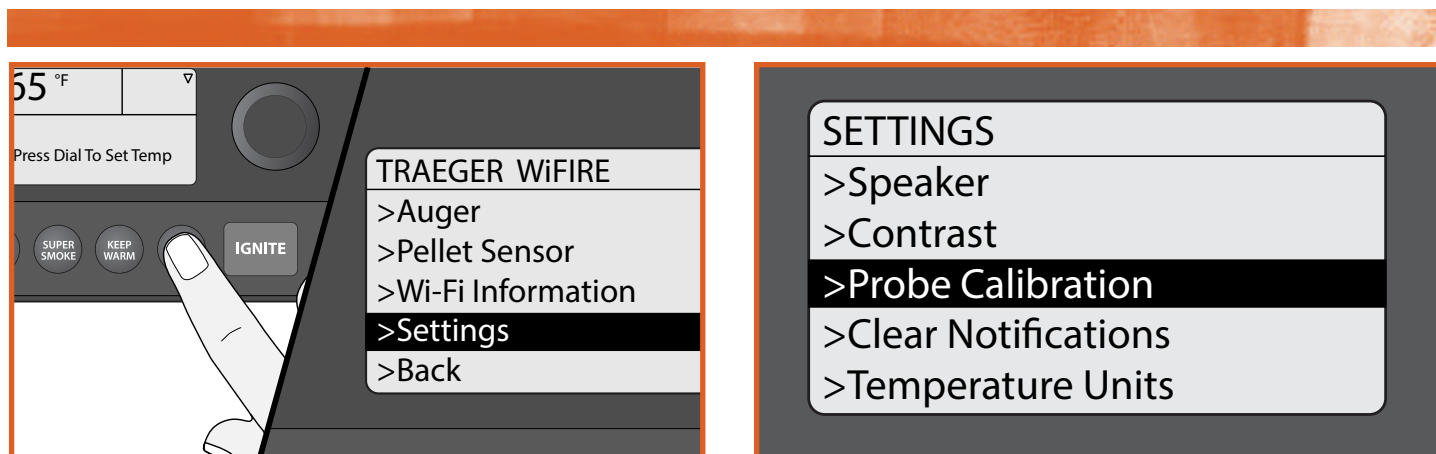 65 °F
Press Dial To Set Temp
SUPER
SMOKE
KEEP
WARM
IGNITE
TRAEGER WiFIRE
>Auger
>Pellet Sensor
>Wi-Fi Information
>Settings
>Back
SETTINGS
>Speaker
>Contrast
>Probe Calibration
>Clear Notifications
>Temperature Units